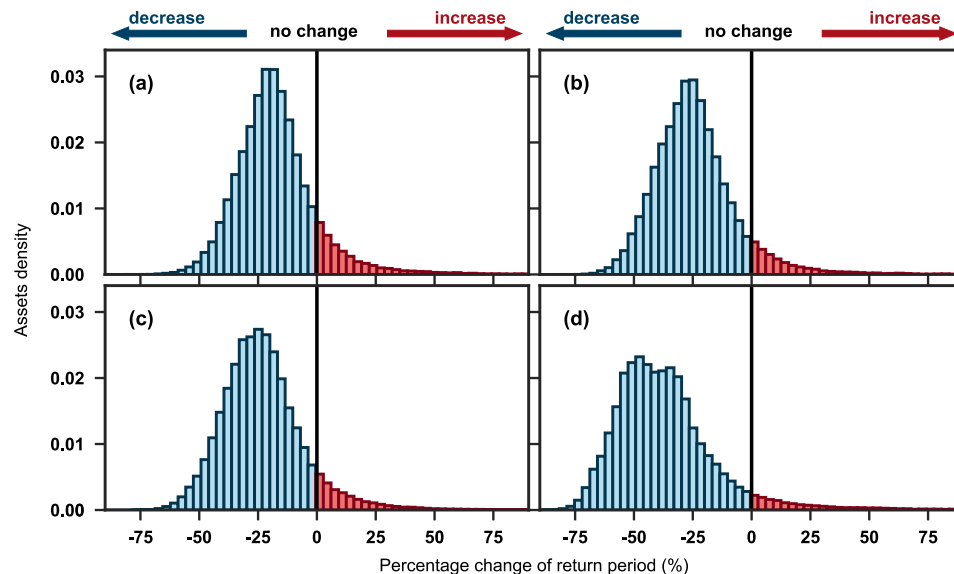 decrease no change increase decrease no change increase
(a) (b)
0.03
0.02
0.01
0.00
(c) (d)
0.03
0.02
0.01
0.00
Assets density
-75 -50 -25 0 25 50 75 -75 -50 -25 0 25 50 75
Percentage change of return period (%)